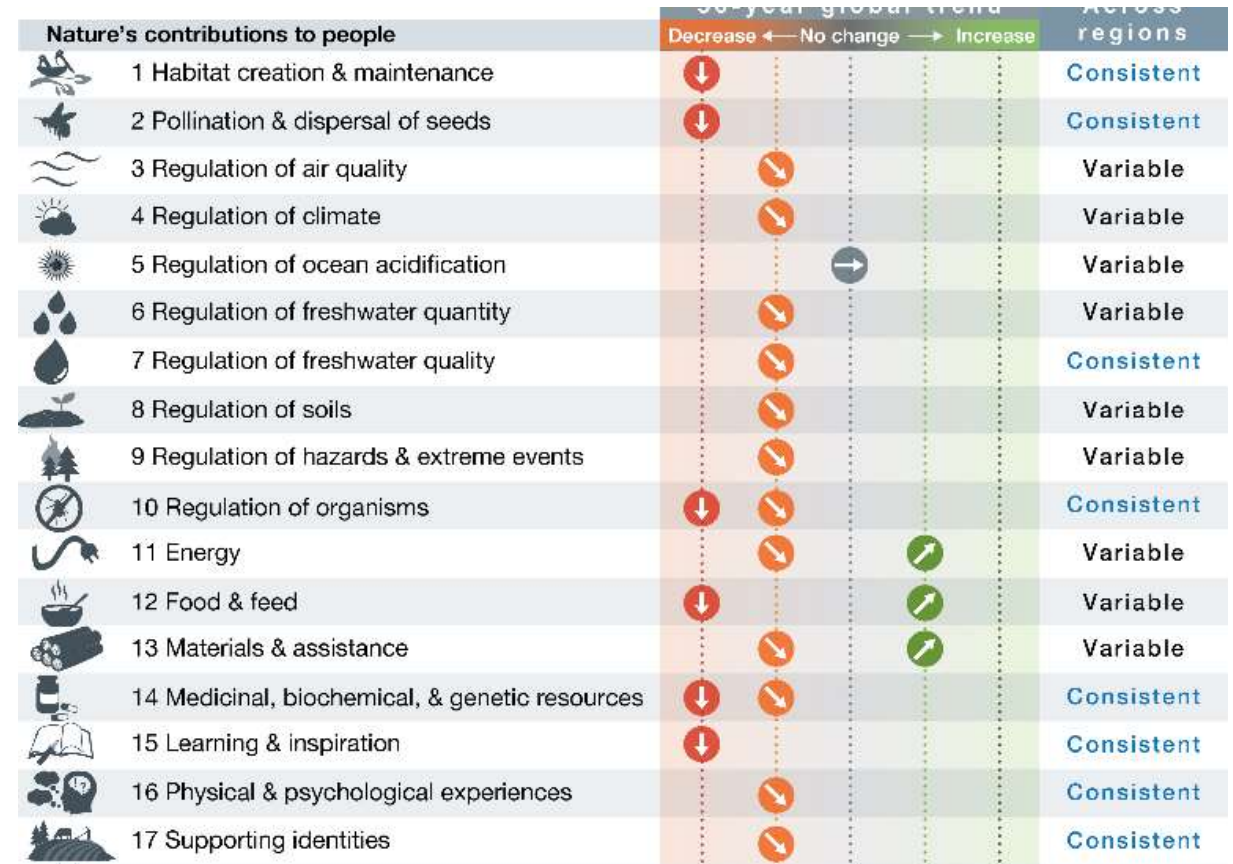 50-year global trend
Across
Nature's contributions to people
Decrease ← No change → Increase
regions
1 Habitat creation & maintenance
Consistent
2 Pollination & dispersal of seeds
Consistent
3 Regulation of air quality
Variable
4 Regulation of climate
Variable
5 Regulation of ocean acidification
Variable
6 Regulation of freshwater quantity
Variable
7 Regulation of freshwater quality
Consistent
8 Regulation of soils
Variable
9 Regulation of hazards & extreme events
Variable
10 Regulation of organisms
Consistent
11 Energy
Variable
12 Food & feed
Variable
13 Materials & assistance
Variable
14 Medicinal, biochemical, & genetic resources
Consistent
15 Learning & inspiration
Consistent
16 Physical & psychological experiences
Consistent
17 Supporting identities
Consistent